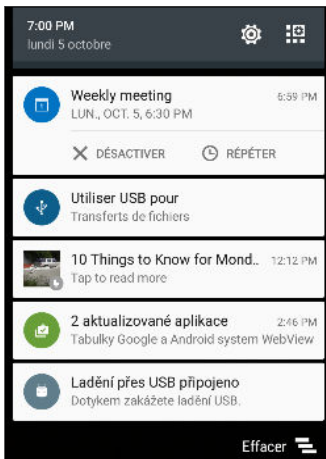 7:00 PM
lundi 5 octobre
Weekly meeting 6:59 PM
LUN., OCT. 5, 6:30 PM
DÉSACTIVER RÉPÉTER
Utiliser USB pour
Transferts de fichiers
10 Things to Know for Mond.. 12:12 PM
Tap to read more
2 aktualizované aplikace 2:46 PM
Tabulky Google a Android system WebView
Ladění přes USB připojeno
Dotykem zakážete ladění USB.
Effacer